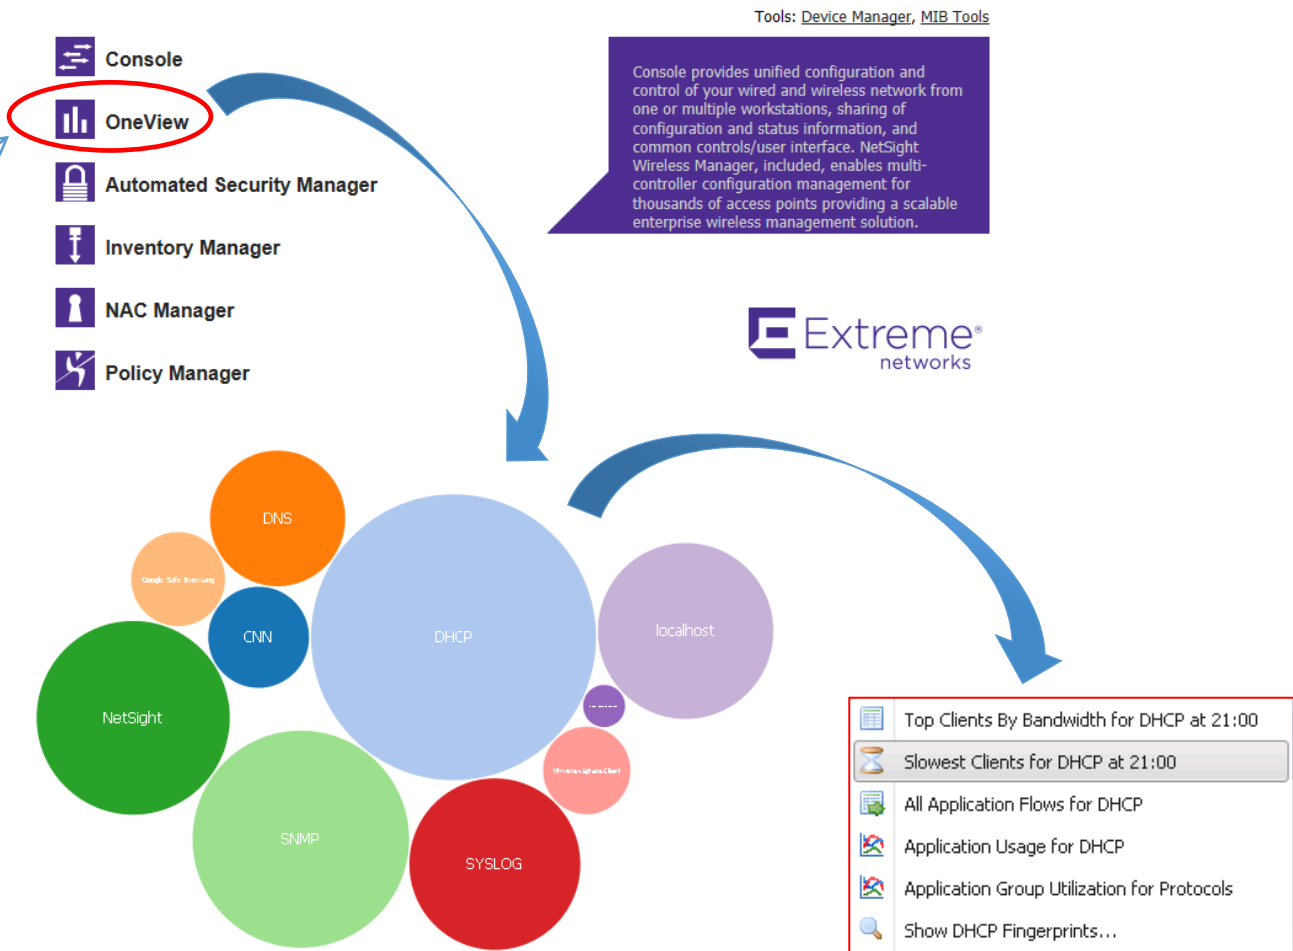 Tools: Device Manager, MIB Tools
Console
OneView
Automated Security Manager
Inventory Manager
NAC Manager
Policy Manager
Console provides unified configuration and
control of your wired and wireless network from
one or multiple workstations, sharing of
configuration and status information, and
common controls/user interface. NetSight
Wireless Manager, included, enables multi-
controller configuration management for
thousands of access points providing a scalable
enterprise wireless management solution.
Extreme®
networks
DNS
Google Safe Browsing
CNN
DHCP
localhost
NetSight
SNMP
SYSLOG
Top Clients By Bandwidth for DHCP at 21:00
Slowest Clients for DHCP at 21:00
All Application Flows for DHCP
Application Usage for DHCP
Application Group Utilization for Protocols
Show DHCP Fingerprints...